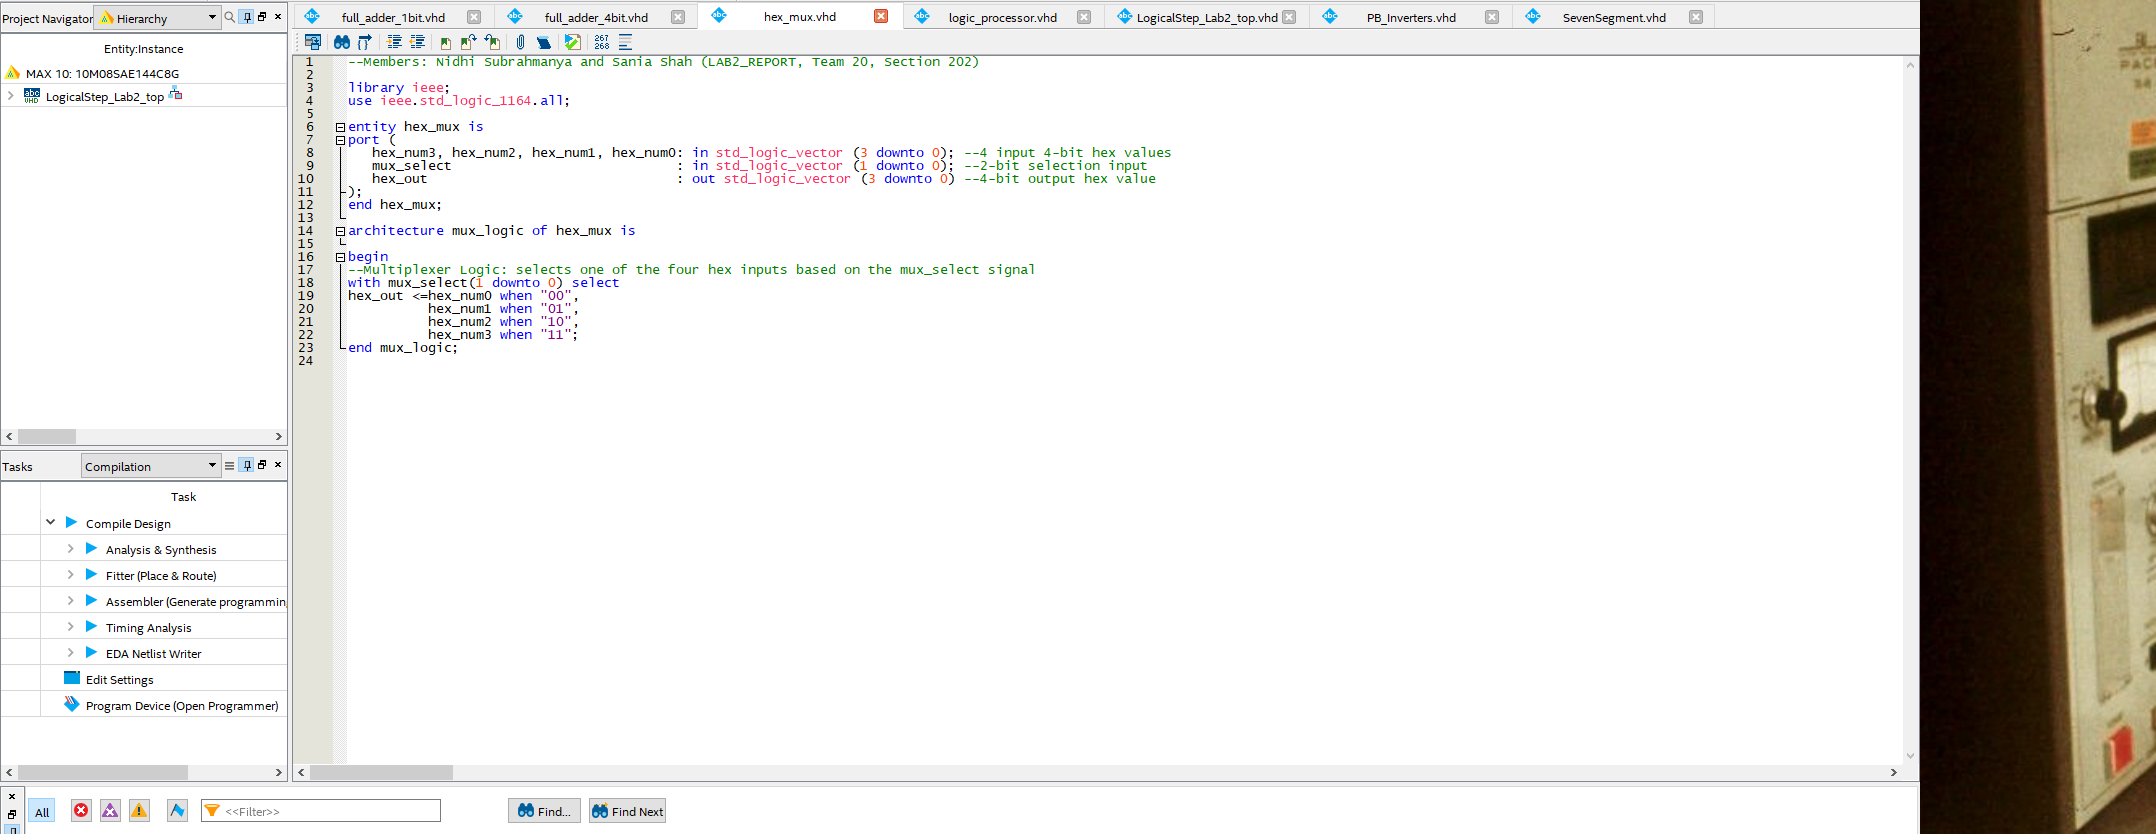 Project Navigator Hierarchy
Entity:Instance
MAX 10: 10M08SAE144C8G
LogicalStep_Lab2_top
Tasks Compilation
Task
Compile Design
Analysis & Synthesis
Fitter (Place & Route)
Assembler (Generate programmin
Timing Analysis
EDA Netlist Writer
Edit Settings
Program Device (Open Programmer)
full_adder_1bit.vhd full_adder_4bit.vhd hex_mux.vhd logic_processor.vhd LogicalStep_Lab2_top.vhd PB_Inverters.vhd SevenSegment.vhd
267
268
1 --Members: Nidhi Subrahmanya and Sania Shah (LAB2_REPORT, Team 20, Section 202)
2
3 library ieee;
4 use ieee.std_logic_1164.all;
5
6 entity hex_mux is
7 port (
8 hex_num3, hex_num2, hex_num1, hex_num0: in std_logic_vector (3 downto 0); --4 input 4-bit hex values
9 mux_select : in std_logic_vector (1 downto 0); --2-bit selection input
10 hex_out : out std_logic_vector (3 downto 0) --4-bit output hex value
11 );
12 end hex_mux;
13
14 architecture mux_logic of hex_mux is
15
16 begin
17 --Multiplexer Logic: selects one of the four hex inputs based on the mux_select signal
18 with mux_select(1 downto 0) select
19 hex_out <=hex_num0 when "00",
20 hex_num1 when "01",
21 hex_num2 when "10",
22 hex_num3 when "11";
23 end mux_logic;
24
All <<Filter>> Find... Find Next